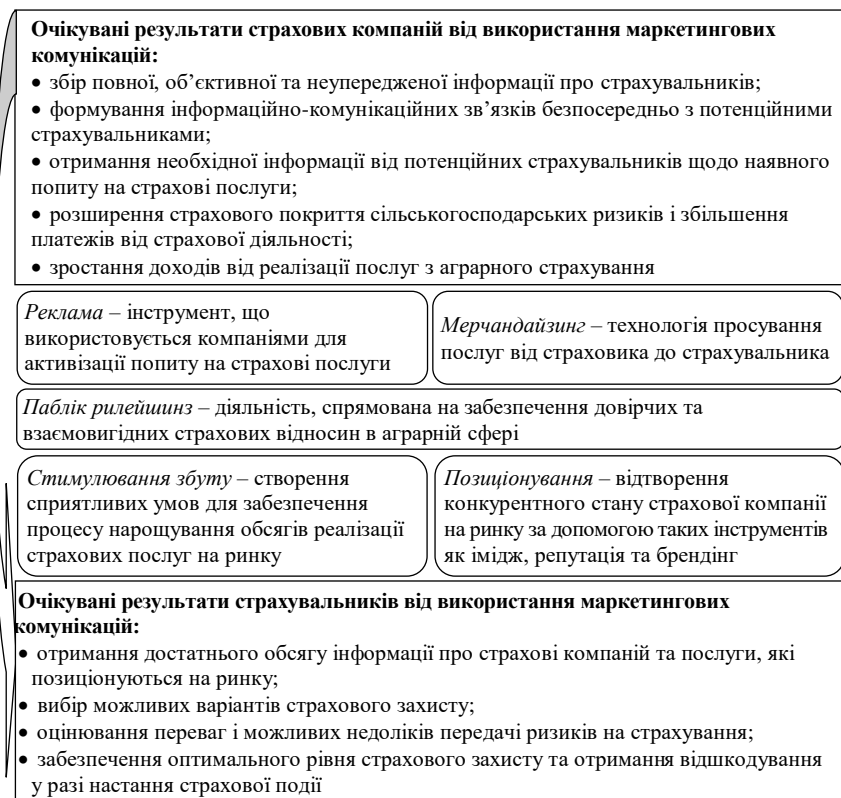 Очікувані результати страхових компаній від використання маркетингових
комунікацій:
• збір повної, об’єктивної та неупередженої інформації про страхувальників;
• формування інформаційно-комунікаційних зв’язків безпосередньо з потенційними
страхувальниками;
• отримання необхідної інформації від потенційних страхувальників щодо наявного
попиту на страхові послуги;
• розширення страхового покриття сільськогосподарських ризиків і збільшення
платежів від страхової діяльності;
• зростання доходів від реалізації послуг з аграрного страхування
Реклама – інструмент, що
використовується компаніями для
активізації попиту на страхові послуги
Мерчандайзинг – технологія просування
послуг від страховика до страхувальника
Паблік рилейшинз – діяльність, спрямована на забезпечення довірчих та
взаємовигідних страхових відносин в аграрній сфері
Стимулювання збуту – створення
сприятливих умов для забезпечення
процесу нарощування обсягів реалізації
страхових послуг на ринку
Позиціонування – відтворення
конкурентного стану страхової компанії
на ринку за допомогою таких інструментів
як імідж, репутація та брендінг
Очікувані результати страхувальників від використання маркетингових
комунікацій:
• отримання достатнього обсягу інформації про страхові компаній та послуги, які
позиціонуються на ринку;
• вибір можливих варіантів страхового захисту;
• оцінювання переваг і можливих недоліків передачі ризиків на страхування;
• забезпечення оптимального рівня страхового захисту та отримання відшкодування
у разі настання страхової події